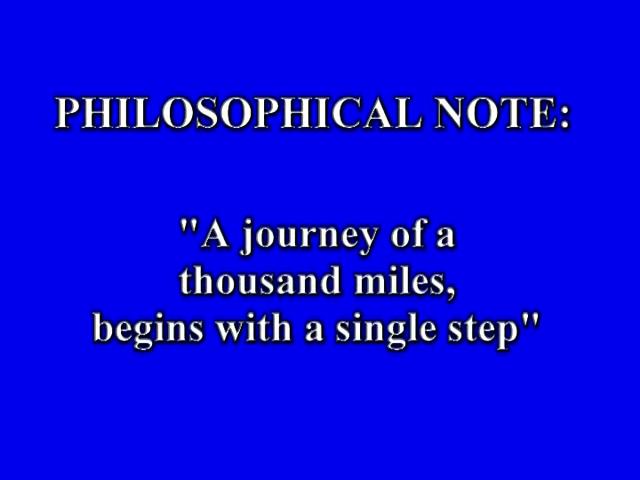 PHILOSOPHICAL NOTE:
"A journey of a
thousand miles,
begins with a single step"